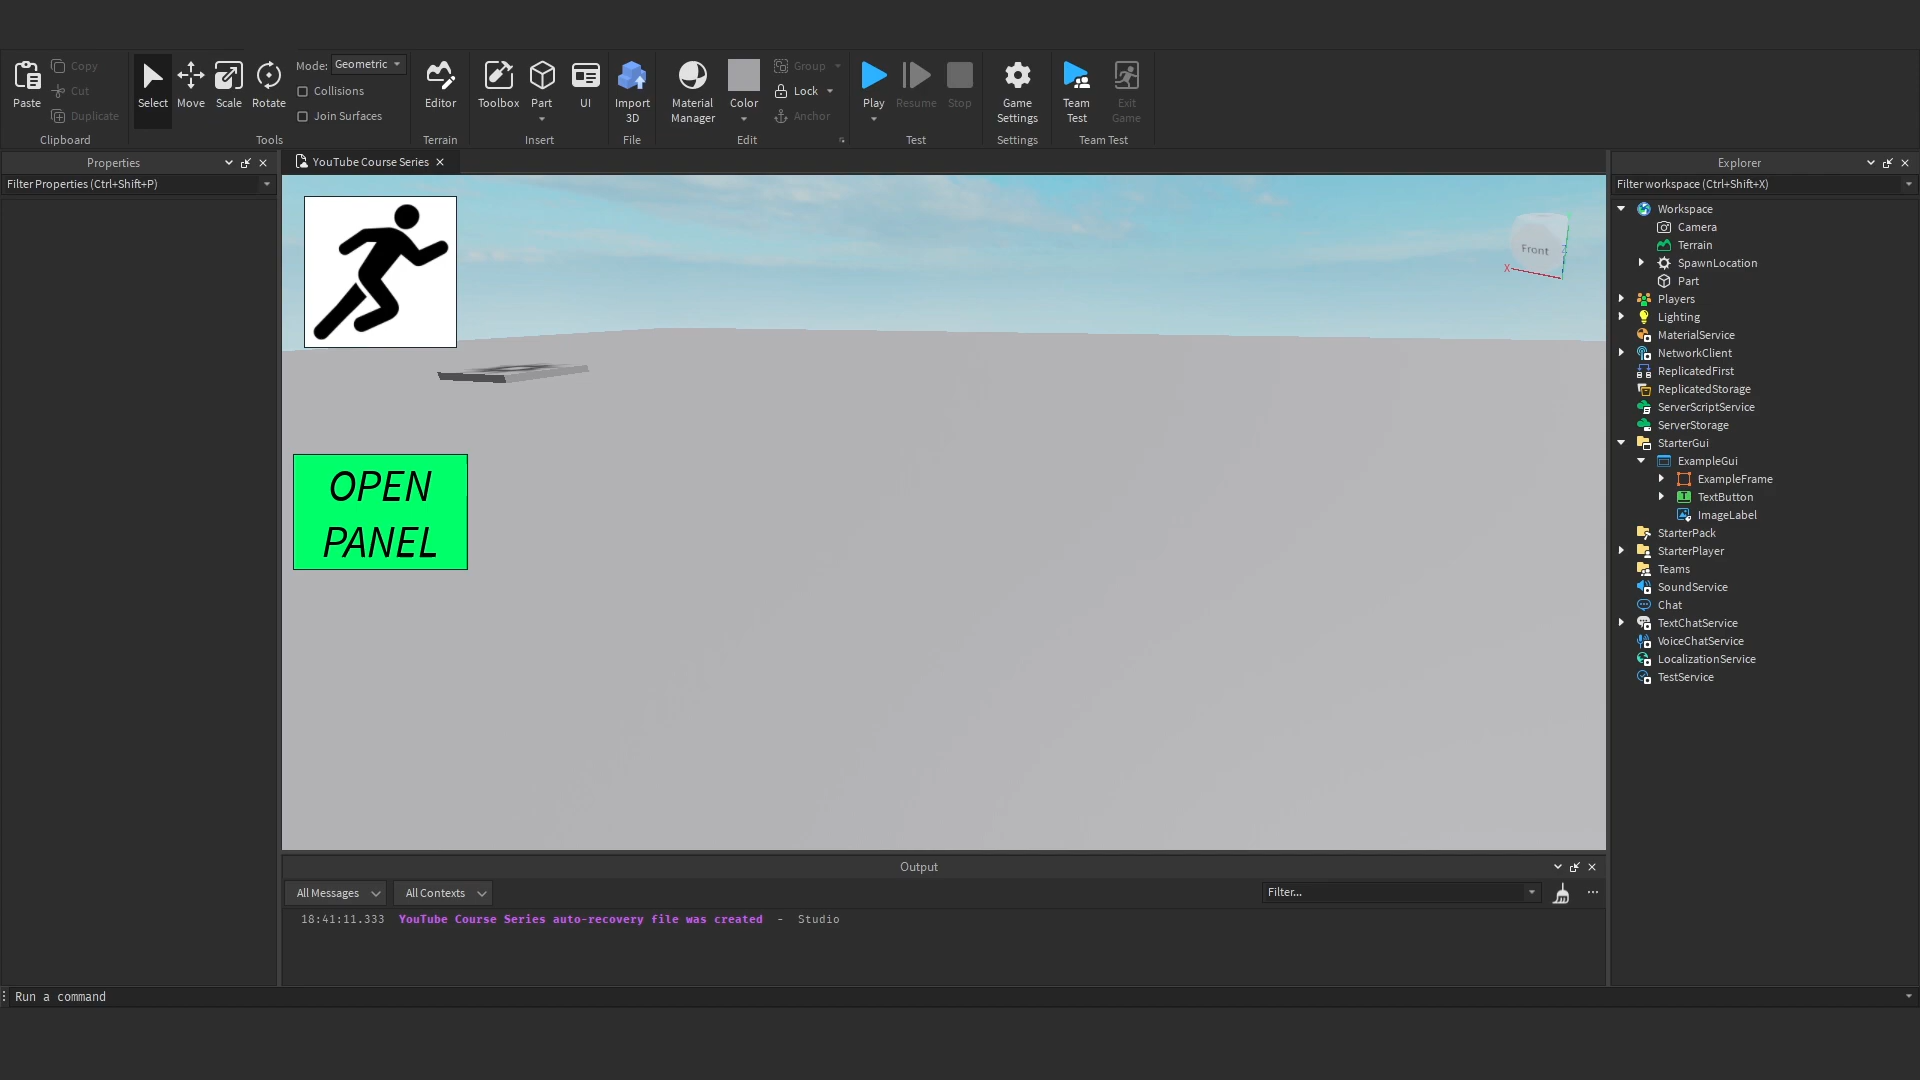 Paste
Copy
Cut
Duplicate
Clipboard
Select
Move
Scale
Rotate
Mode: Geometric
Collisions
Join Surfaces
Tools
Editor
Terrain
Toolbox
Part
UI
Insert
Import
3D
File
Material
Manager
Color
Group
Lock
Anchor
Edit
Play
Resume
Stop
Test
Game
Settings
Settings
Team
Test
Exit
Game
Team Test
Properties
Filter Properties (Ctrl+Shift+P)
YouTube Course Series
Front
X
Z
OPEN
PANEL
Output
All Messages
All Contexts
Filter...
18:41:11.333 YouTube Course Series auto-recovery file was created - Studio
Run a command
Explorer
Filter workspace (Ctrl+Shift+X)
Workspace
Camera
Terrain
SpawnLocation
Part
Players
Lighting
MaterialService
NetworkClient
ReplicatedFirst
ReplicatedStorage
ServerScriptService
ServerStorage
StarterGui
ExampleGui
ExampleFrame
TextButton
ImageLabel
StarterPack
StarterPlayer
Teams
SoundService
Chat
TextChatService
VoiceChatService
LocalizationService
TestService